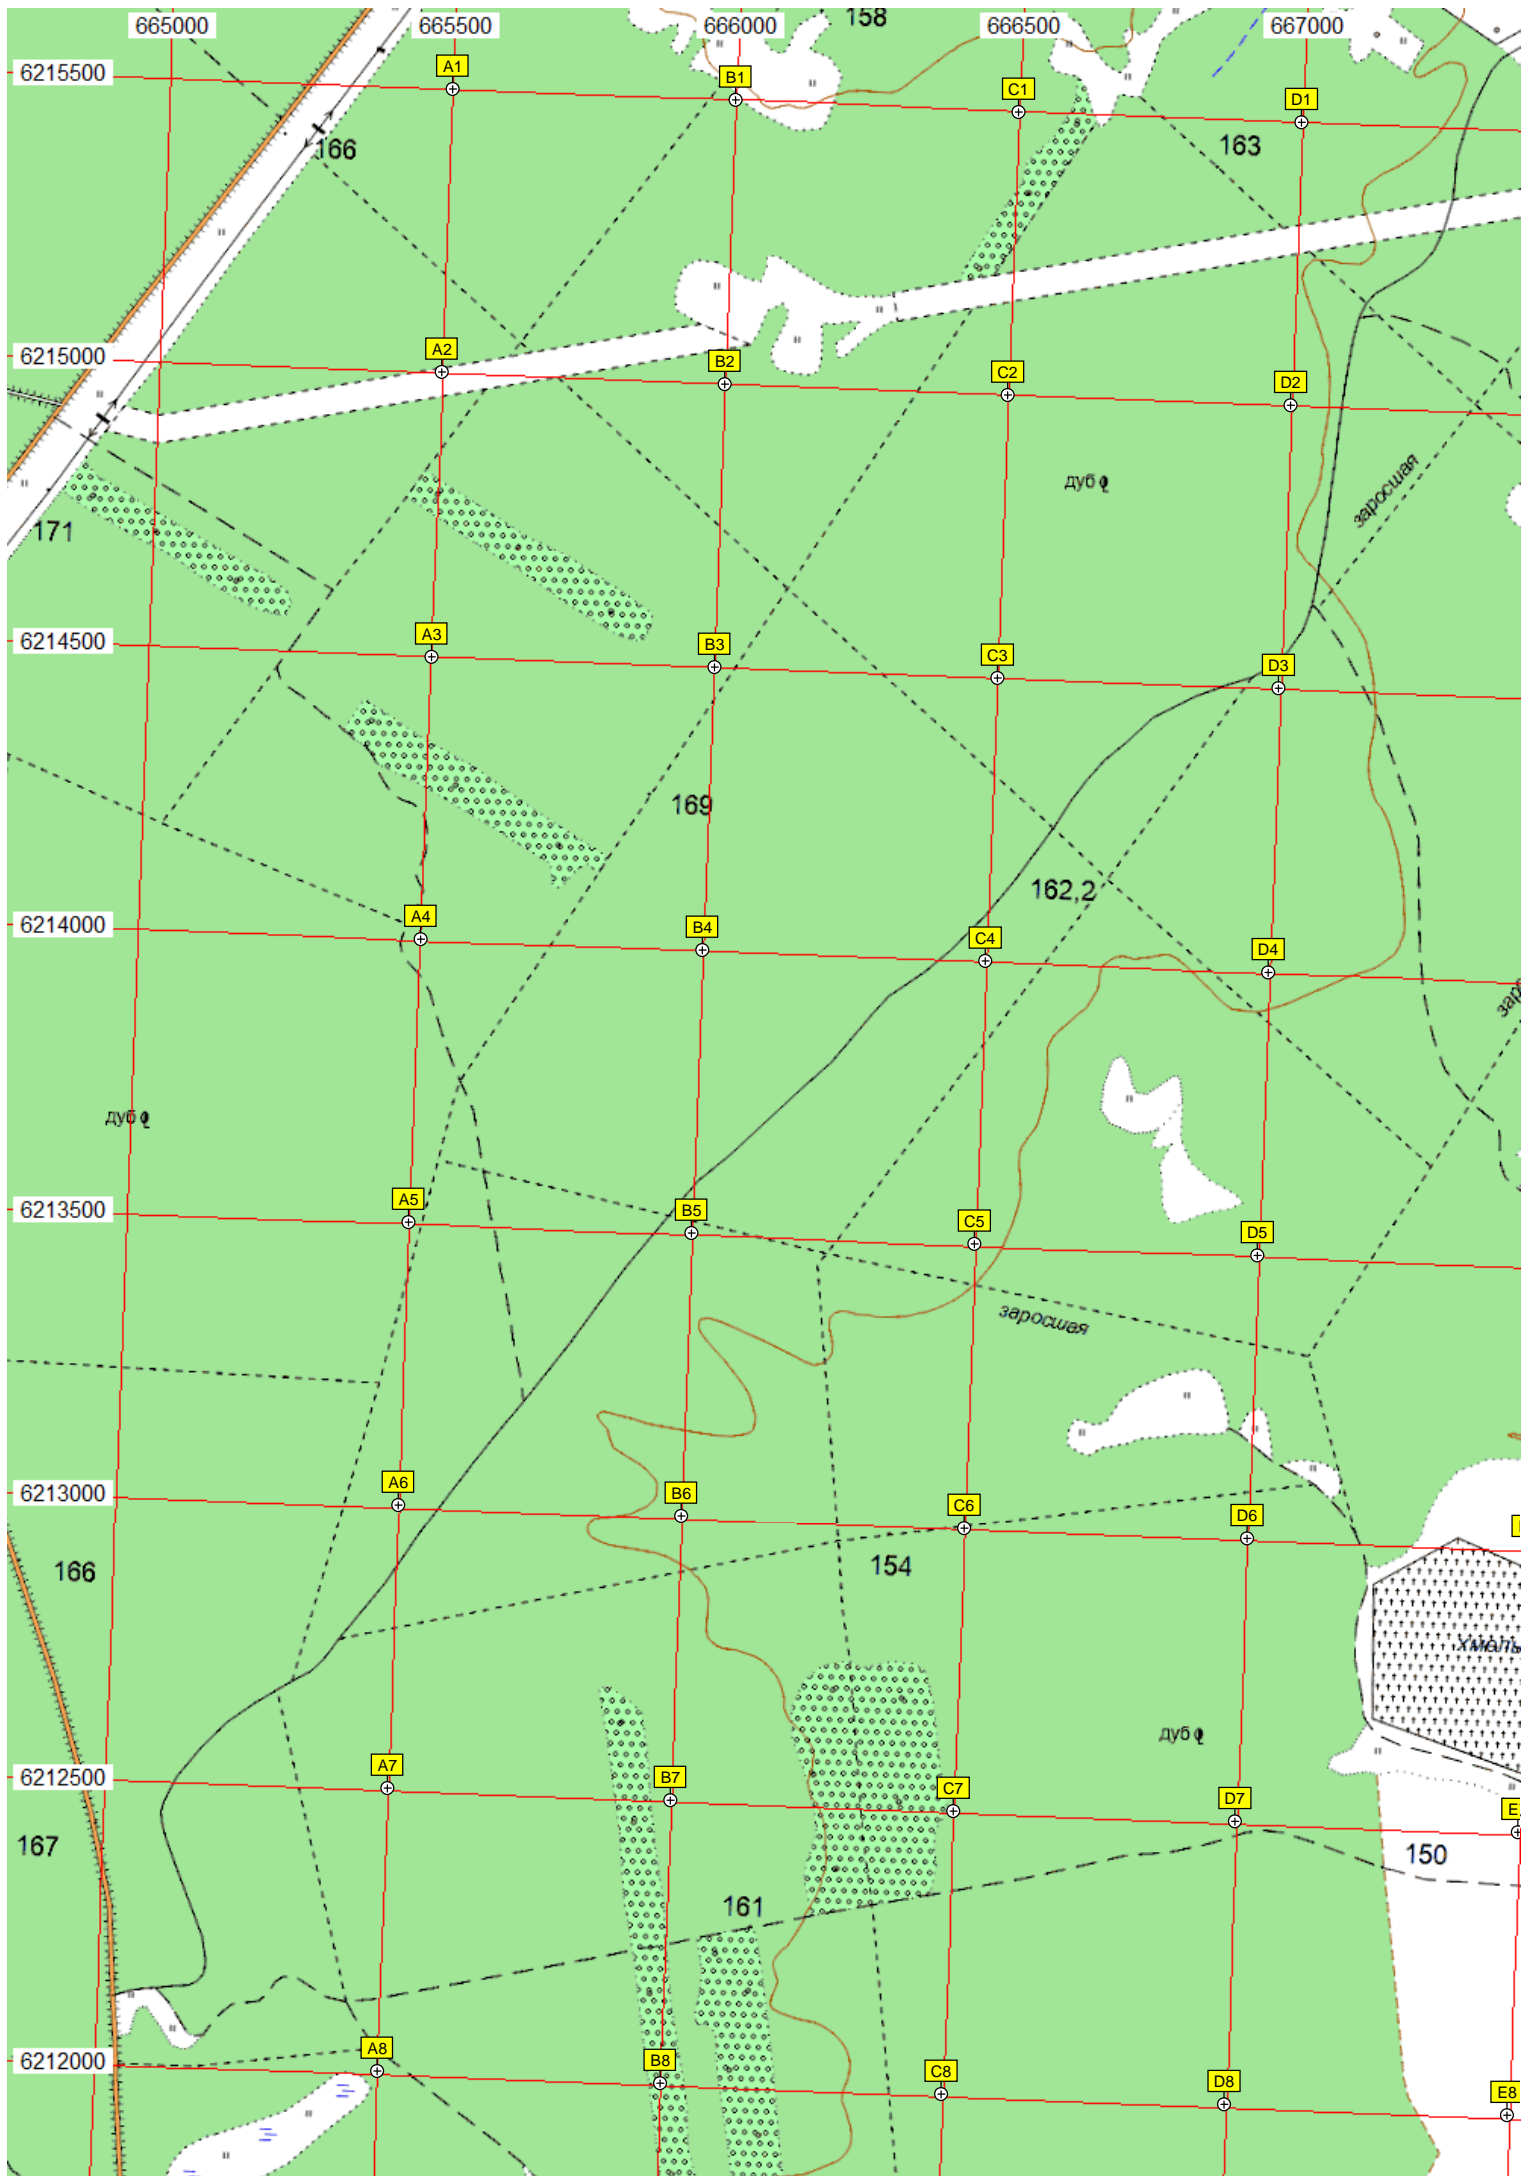 665000 665500 666000 666500 667000
158
6215500 A1 B1 C1 D1
166 163
6215000 A2 B2 C2 D2
дуб
заросшая
171
6214500 A3 B3 C3 D3
169
162,2
6214000 A4 B4 C4 D4
дуб
6213500 A5 B5 C5 D5
заросшая
6213000 A6 B6 C6 D6
166 154
дуб
6212500 A7 B7 C7 D7
167 150
161
6212000 A8 B8 C8 D8 E8